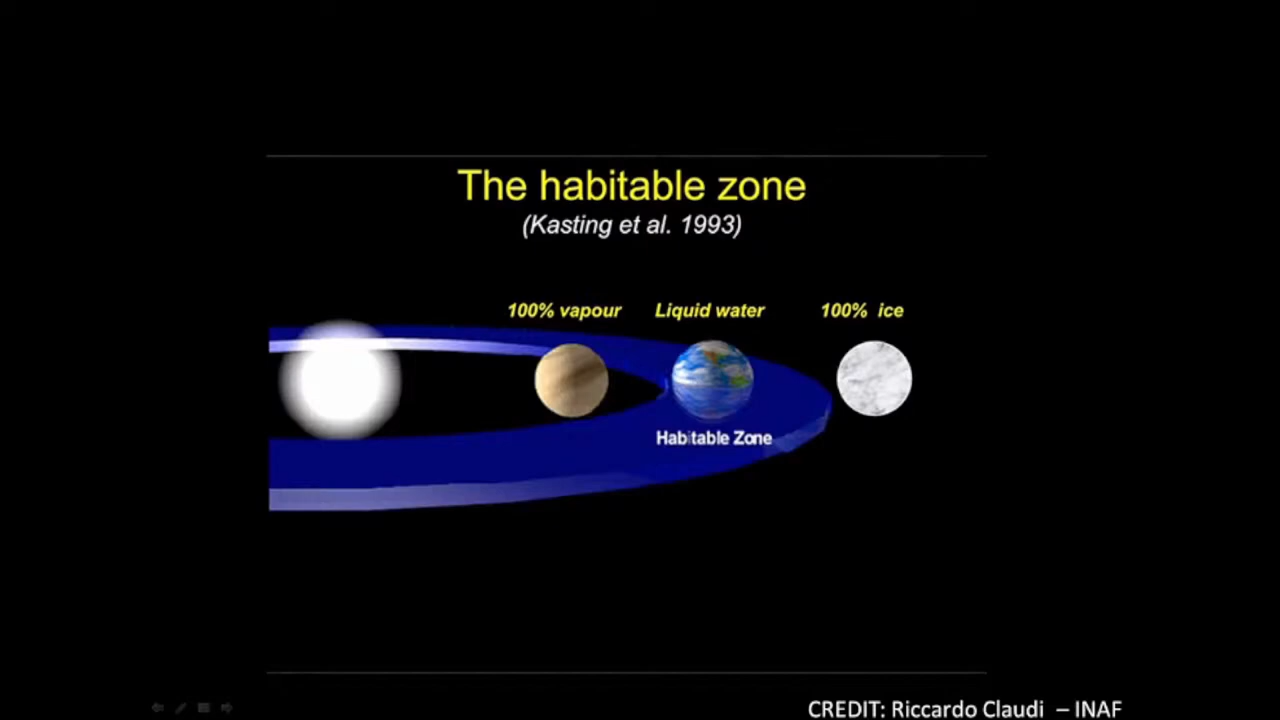 The habitable zone
(Kasting et al. 1993)
100% vapour Liquid water 100% ice
Habitable Zone
CREDIT: Riccardo Claudi – INAF